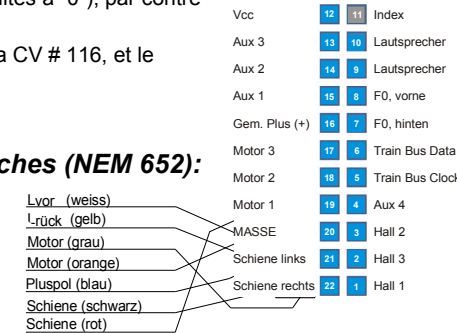 ltées à "0"), par contre
a CV # 116, et le
ches (NEM 652):
Lvor (weiss)
Lrück (gelb)
Motor (grau)
Motor (orange)
Pluspol (blau)
Schiene (schwarz)
Schiene (rot)
Vcc 12 11 Index
Aux 3 13 10 Lautsprecher
Aux 2 14 9 Lautsprecher
Aux 1 15 8 F0, vorne
Gem. Plus (+) 16 7 F0, hinten
Motor 3 17 6 Train Bus Data
Motor 2 18 5 Train Bus Clock
Motor 1 19 4 Aux 4
MASSE 20 3 Hall 2
Schiene links 21 2 Hall 3
Schiene rechts 22 1 Hall 1